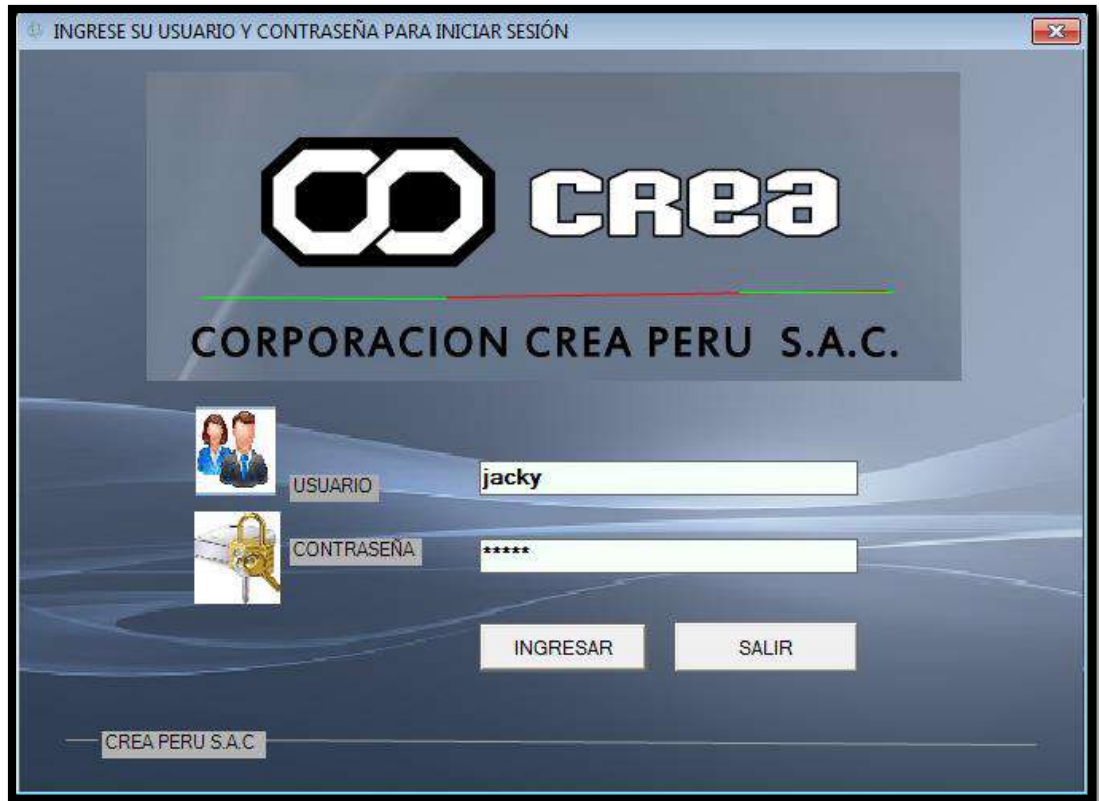 INGRESE SU USUARIO Y CONTRASEÑA PARA INICIAR SESIÓN
crea
CORPORACION CREA PERU S.A.C.
USUARIO jacky
CONTRASEÑA *****
INGRESAR SALIR
CREA PERU S.A.C